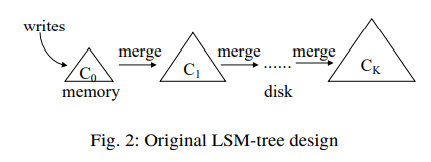 writes
merge merge merge
C0 C1 ...... CK
memory disk
Fig. 2: Original LSM-tree design